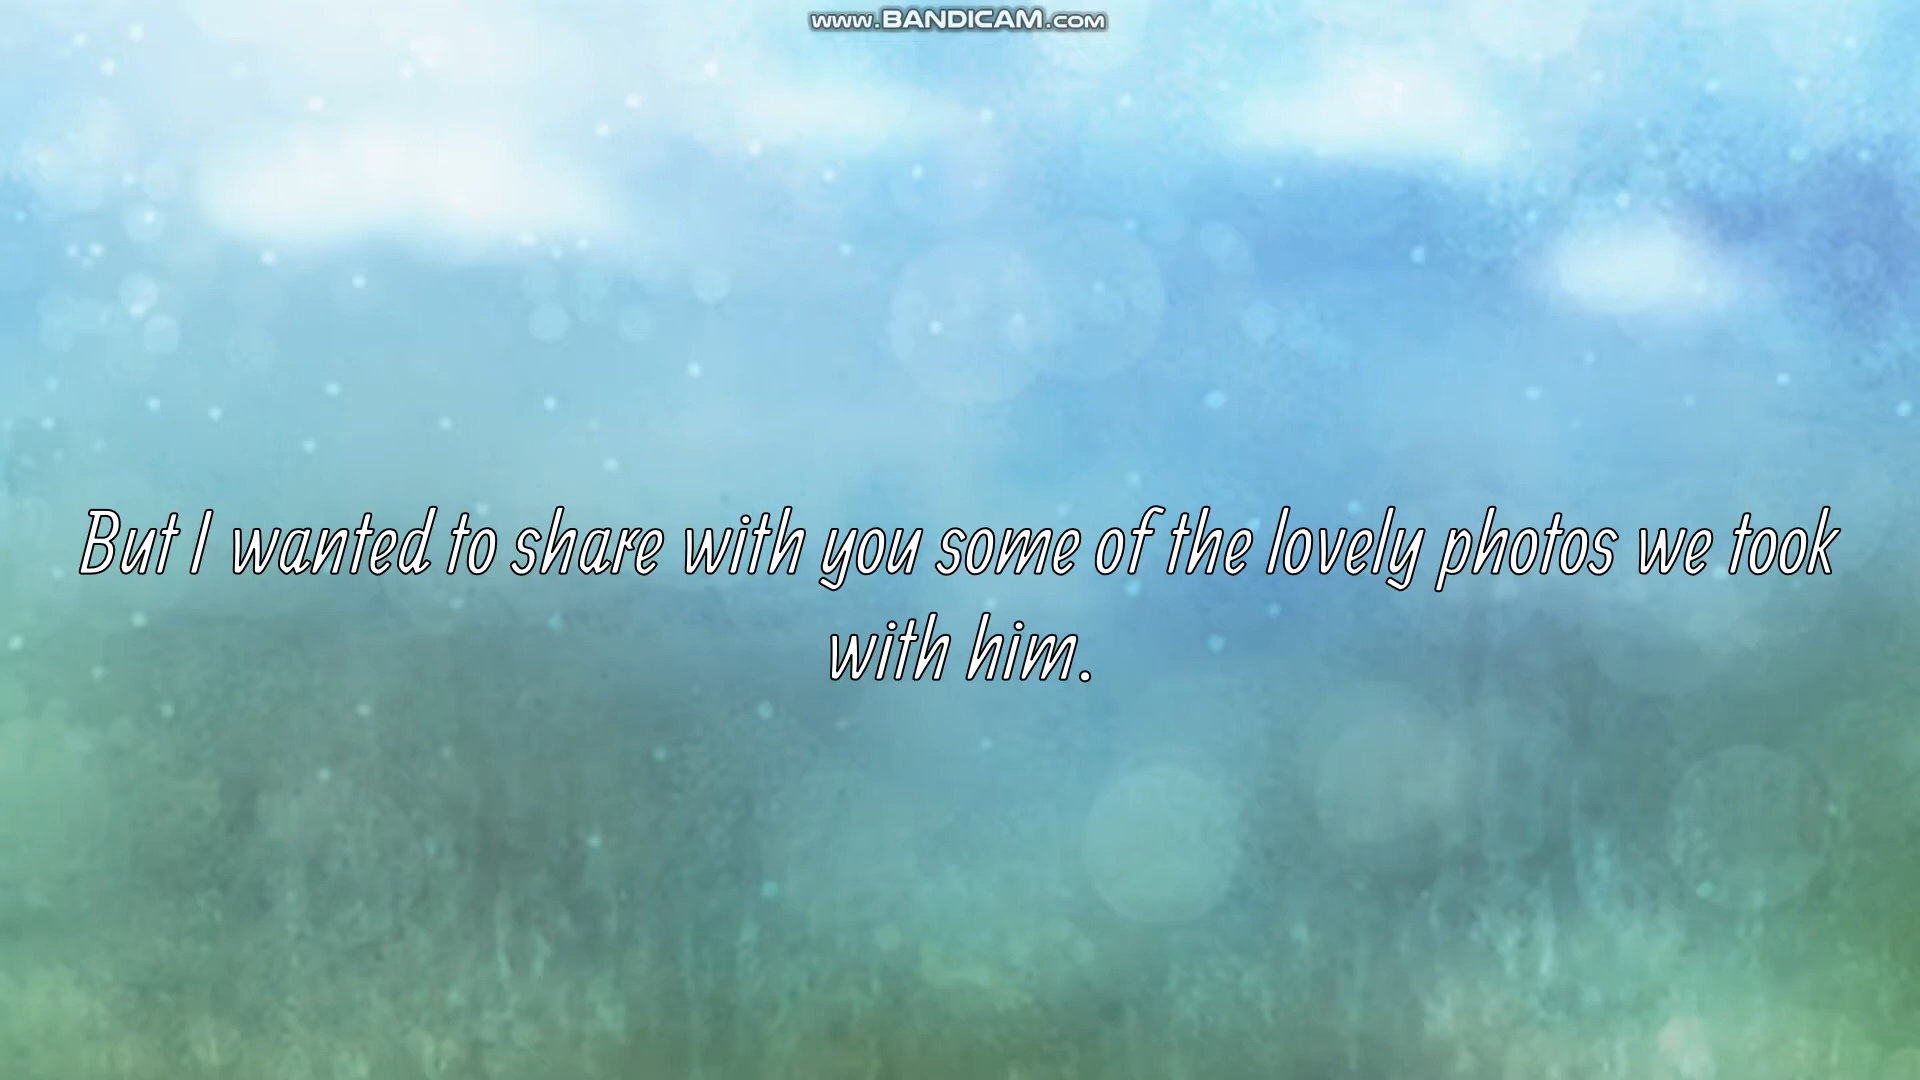 www.BANDICAM.com
But I wanted to share with you some of the lovely photos we took
with him.